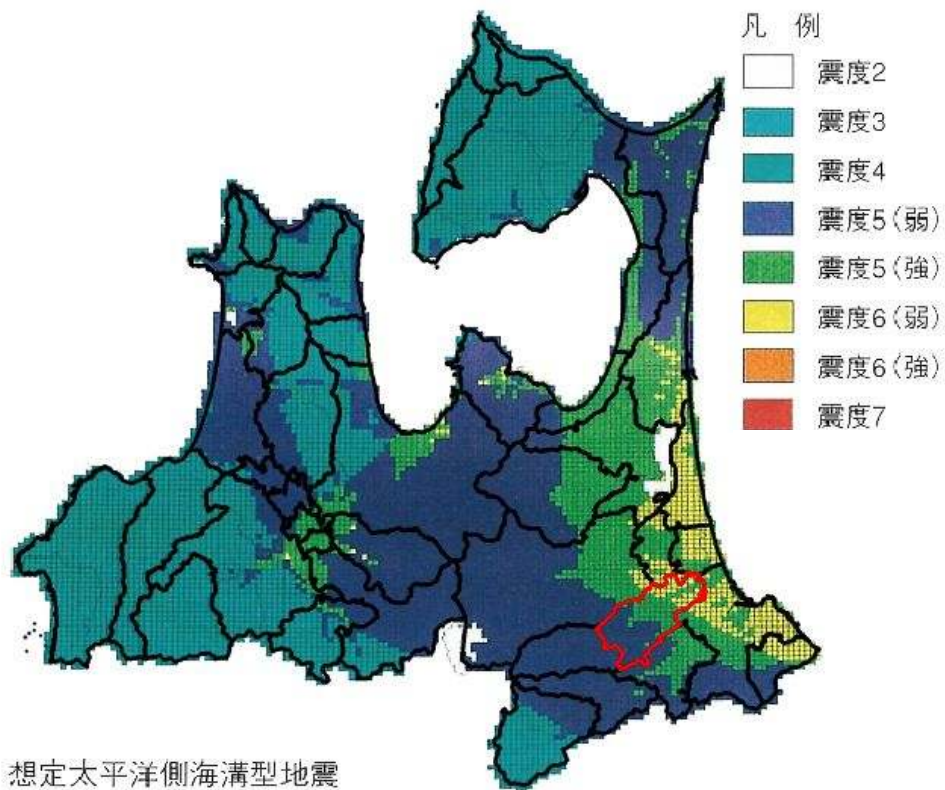 凡 例
震度2
震度3
震度4
震度5(弱)
震度5(強)
震度6(弱)
震度6(強)
震度7
想定太平洋側海溝型地震